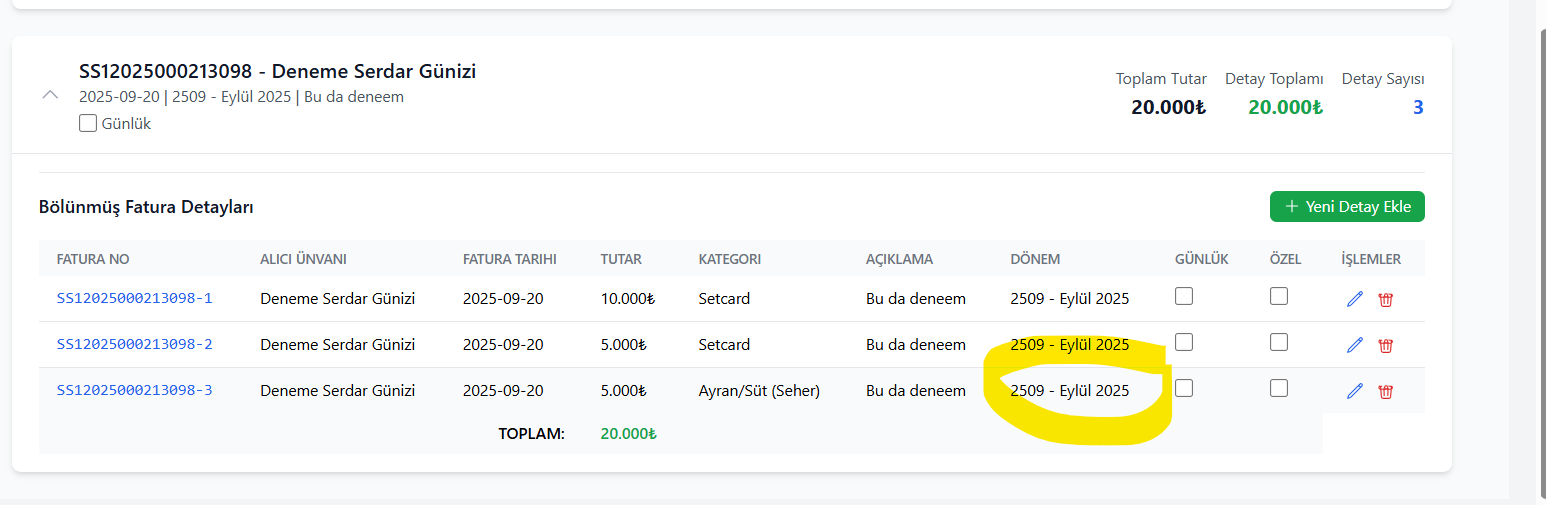 SS12025000213098 - Deneme Serdar Günizi
2025-09-20 | 2509 - Eylül 2025 | Bu da deneem
Günlük
Toplam Tutar Detay Toplamı Detay Sayısı
20.000₺ 20.000₺ 3
Bölünmüş Fatura Detayları
+ Yeni Detay Ekle
FATURA NO ALICI ÜNVANI FATURA TARIHI TUTAR KATEGORI AÇIKLAMA DÖNEM GÜNLÜK ÖZEL İŞLEMLER
SS12025000213098-1 Deneme Serdar Günizi 2025-09-20 10.000₺ Setcard Bu da deneem 2509 - Eylül 2025
SS12025000213098-2 Deneme Serdar Günizi 2025-09-20 5.000₺ Setcard Bu da deneem 2509 - Eylül 2025
SS12025000213098-3 Deneme Serdar Günizi 2025-09-20 5.000₺ Ayran/Süt (Seher) Bu da deneem 2509 - Eylül 2025
TOPLAM: 20.000₺